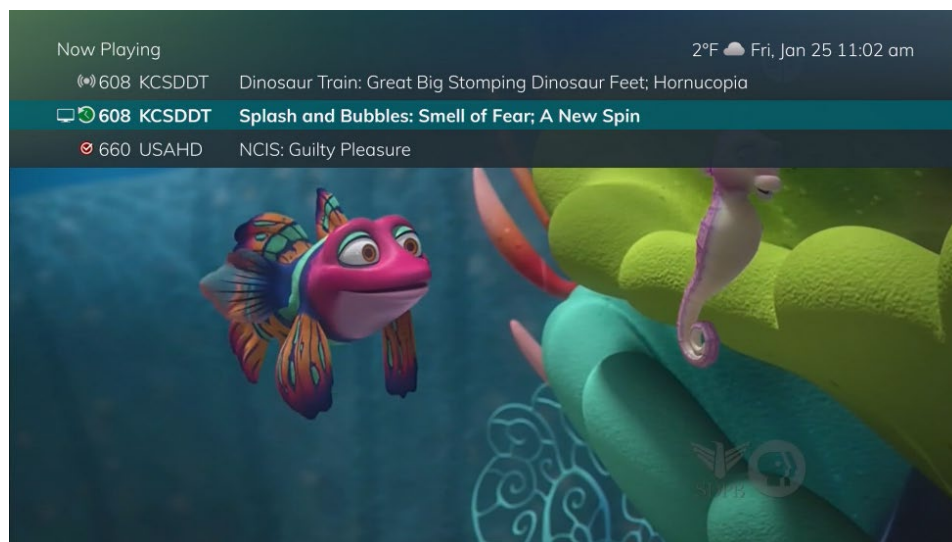 Now Playing 2°F Fri, Jan 25 11:02 am
608 KCSDDT Dinosaur Train: Great Big Stomping Dinosaur Feet; Hornucopia
608 KCSDDT Splash and Bubbles: Smell of Fear; A New Spin
660 USAHD NCIS: Guilty Pleasure
SDPB